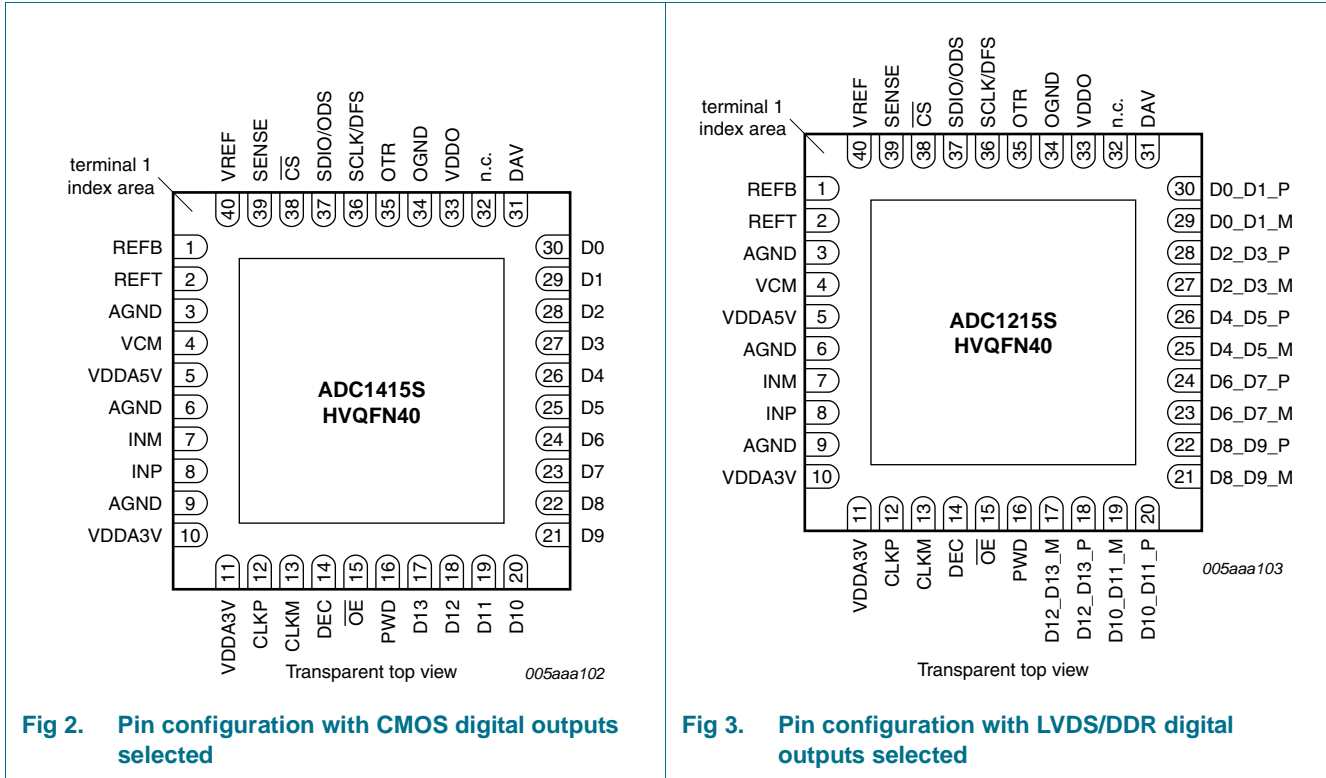 terminal 1
index area
VREF
SENSE
CS
SDIO/ODS
SCLK/DFS
OTR
OGND
VDDO
n.c.
DAV
40
39
38
37
36
35
34
33
32
31
REFB 1
REFT 2
AGND 3
VCM 4
VDDA5V 5
AGND 6
INM 7
INP 8
AGND 9
VDDA3V 10
ADC1415S
HVQFN40
30 D0
29 D1
28 D2
27 D3
26 D4
25 D5
24 D6
23 D7
22 D8
21 D9
11
12
13
14
15
16
17
18
19
20
VDDA3V
CLKP
CLKM
DEC
OE
PWD
D13
D12
D11
D10
Transparent top view
005aaa102
Fig 2. Pin configuration with CMOS digital outputs
selected
terminal 1
index area
VREF
SENSE
CS
SDIO/ODS
SCLK/DFS
OTR
OGND
VDDO
n.c.
DAV
40
39
38
37
36
35
34
33
32
31
REFB 1
REFT 2
AGND 3
VCM 4
VDDA5V 5
AGND 6
INM 7
INP 8
AGND 9
VDDA3V 10
ADC1215S
HVQFN40
30 D0_D1_P
29 D0_D1_M
28 D2_D3_P
27 D2_D3_M
26 D4_D5_P
25 D4_D5_M
24 D6_D7_P
23 D6_D7_M
22 D8_D9_P
21 D8_D9_M
11
12
13
14
15
16
17
18
19
20
VDDA3V
CLKP
CLKM
DEC
OE
PWD
D12_D13_M
D12_D13_P
D10_D11_M
D10_D11_P
005aaa103
Transparent top view
Fig 3. Pin configuration with LVDS/DDR digital
outputs selected